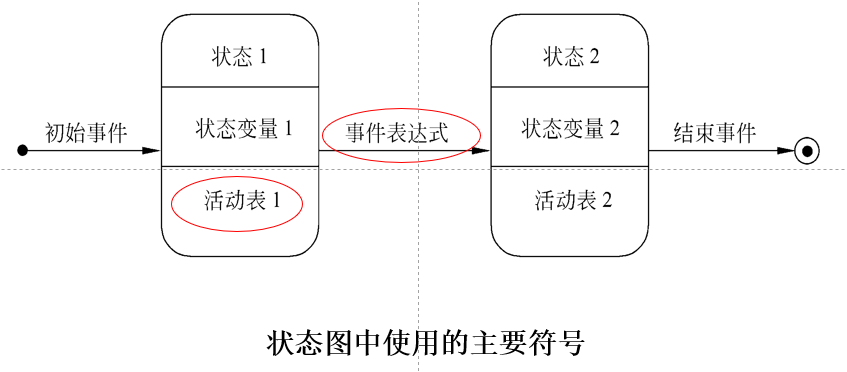 状态 1
状态 2
初始事件
状态变量 1
事件表达式
状态变量 2
结束事件
活动表 1
活动表 2
状态图中使用的主要符号